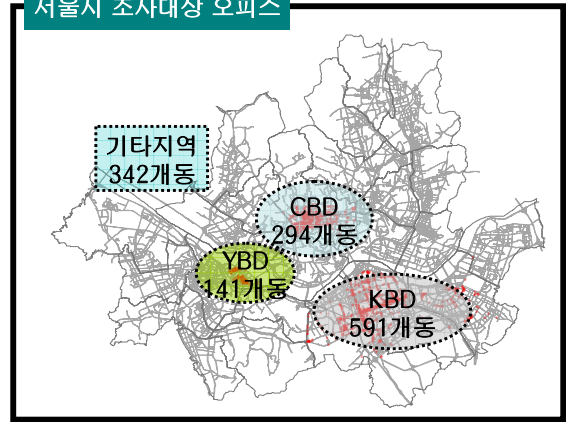 서울시 조사대상 오피스
기타지역
342개동
CBD
294개동
YBD
141개동
KBD
591개동